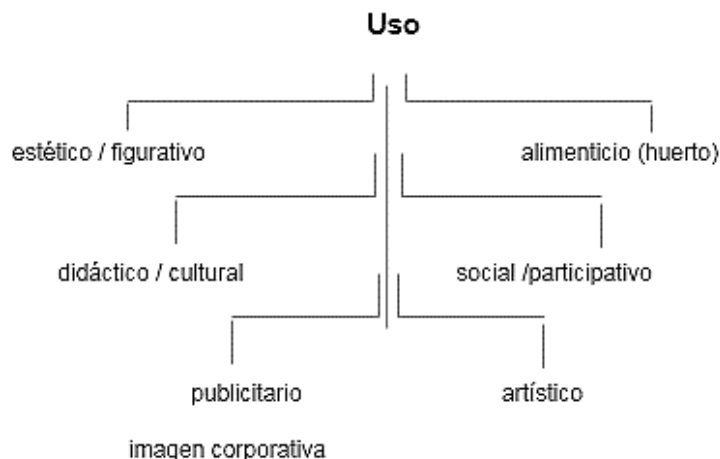 Uso
estético / figurativo
alimenticio (huerto)
didáctico / cultural
social /participativo
publicitario
artístico
imagen corporativa